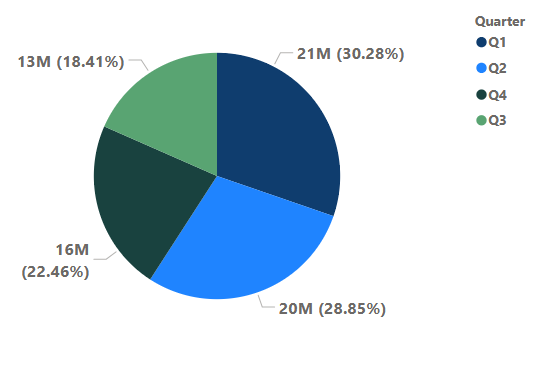 Quarter
Q1
Q2
Q4
Q3
21M (30.28%)
20M (28.85%)
16M
(22.46%)
13M (18.41%)